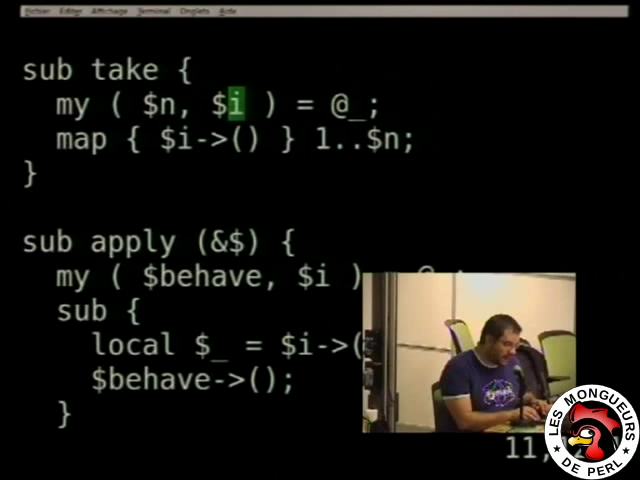 Fichier Editer Affichage Terminal Onglets Aide
sub take {
my ( $n, $i ) = @_;
map { $i->() } 1..$n;
}
sub apply (&$) {
my ( $behave, $i )
sub {
local $_ = $i->(
$behave->();
}
11,
LES MONGUEURS
DE PERL